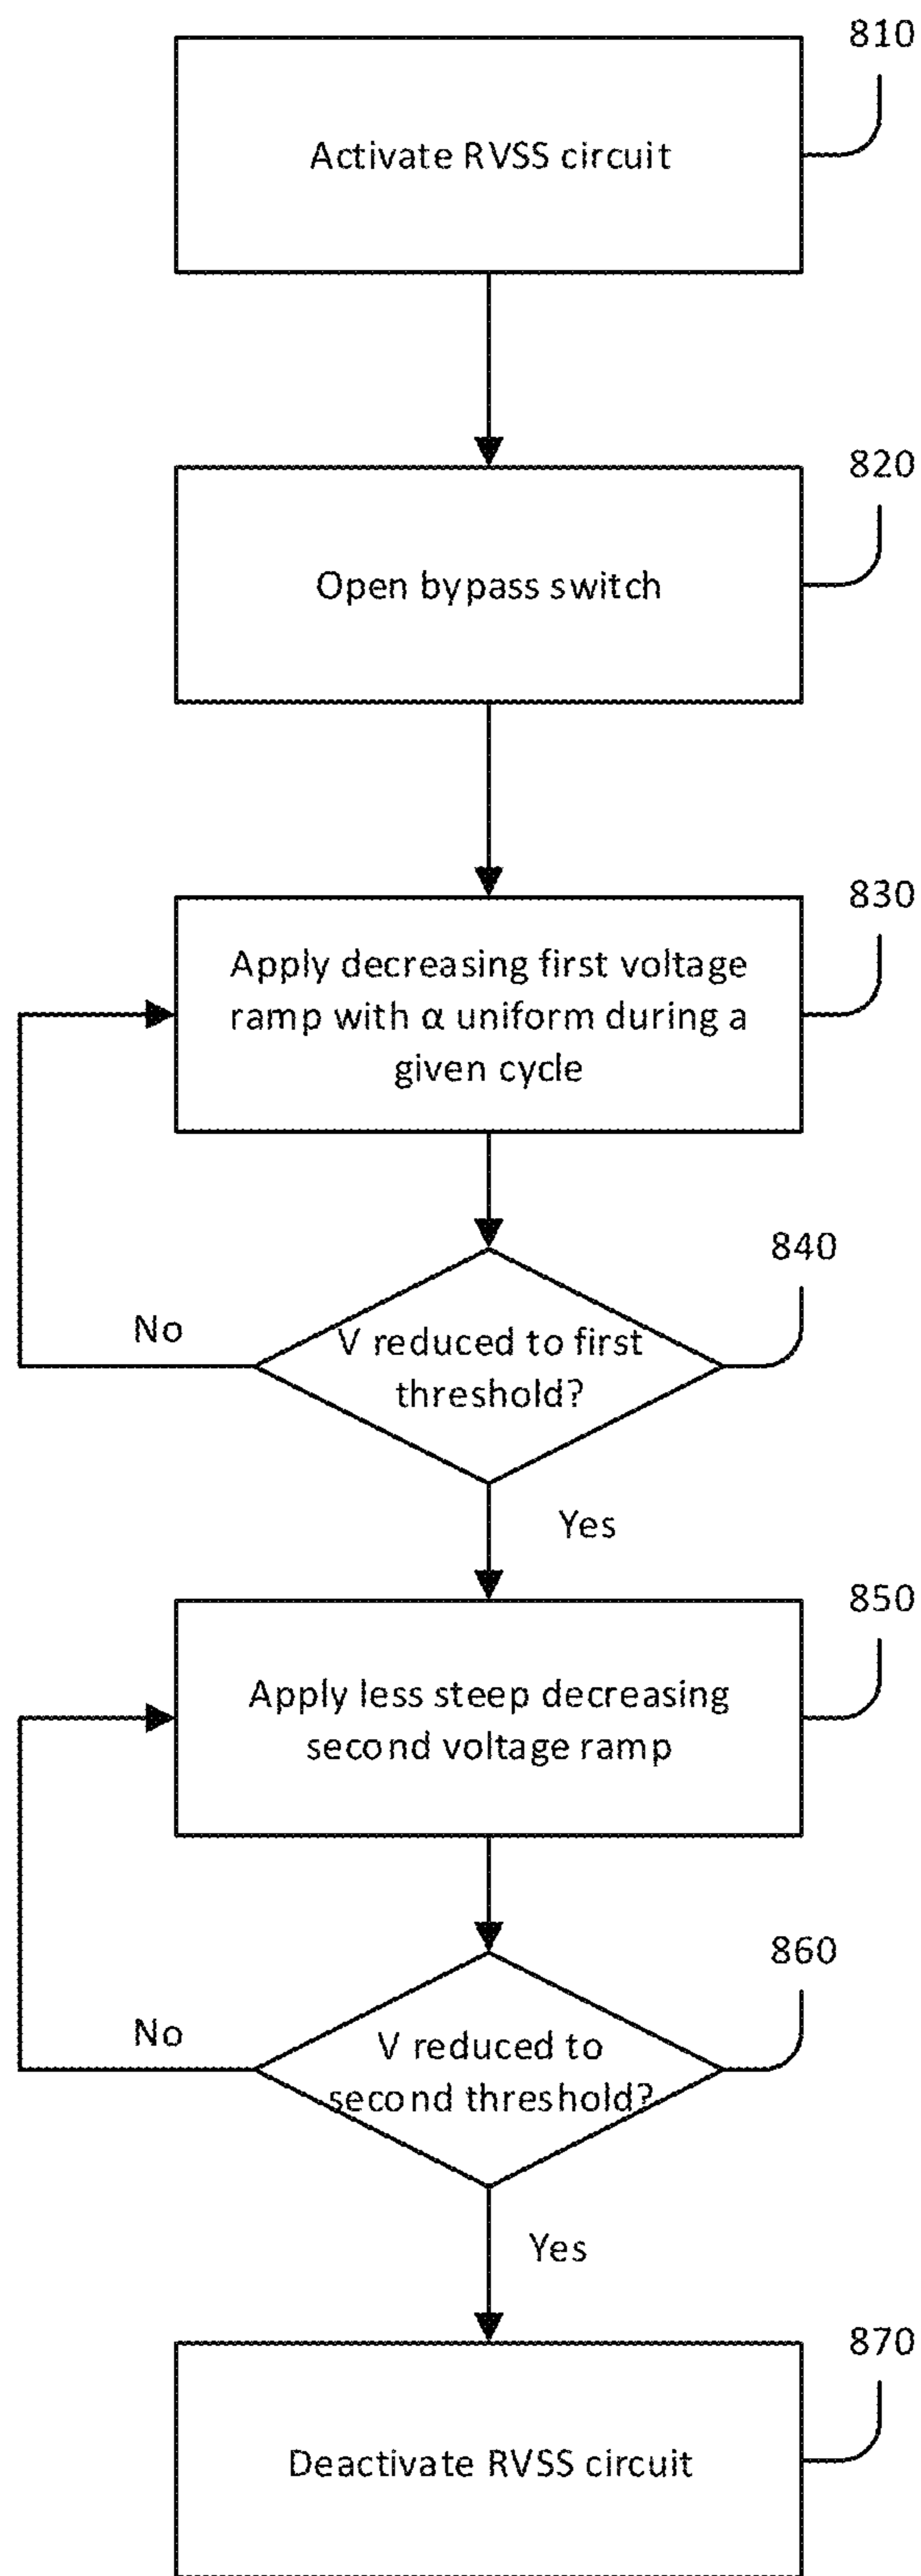 810
Activate RVSS circuit
820
Open bypass switch
830
Apply decreasing first voltage
ramp with α uniform during a
given cycle
840
No
V reduced to first
threshold?
Yes
850
Apply less steep decreasing
second voltage ramp
860
No
V reduced to
second threshold?
Yes
870
Deactivate RVSS circuit